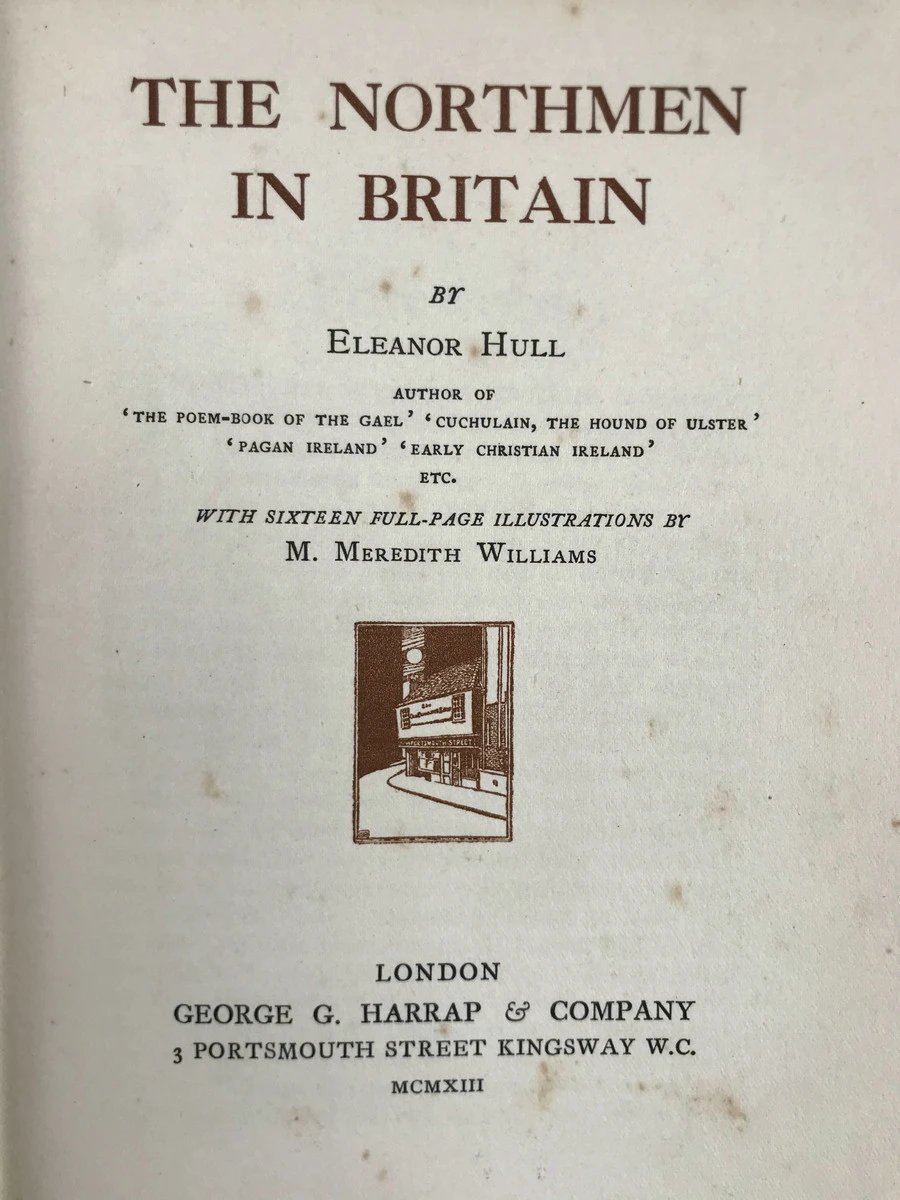 THE NORTHMEN
IN BRITAIN
BY
ELEANOR HULL
AUTHOR OF
‘THE POEM-BOOK OF THE GAEL’ ‘CUCHULAIN, THE HOUND OF ULSTER’
‘PAGAN IRELAND’ ‘EARLY CHRISTIAN IRELAND’
ETC.
WITH SIXTEEN FULL-PAGE ILLUSTRATIONS BY
M. MEREDITH WILLIAMS
PORTSMOUTH STREET
LONDON
GEORGE G. HARRAP & COMPANY
3 PORTSMOUTH STREET KINGSWAY W.C.
MCMXIII